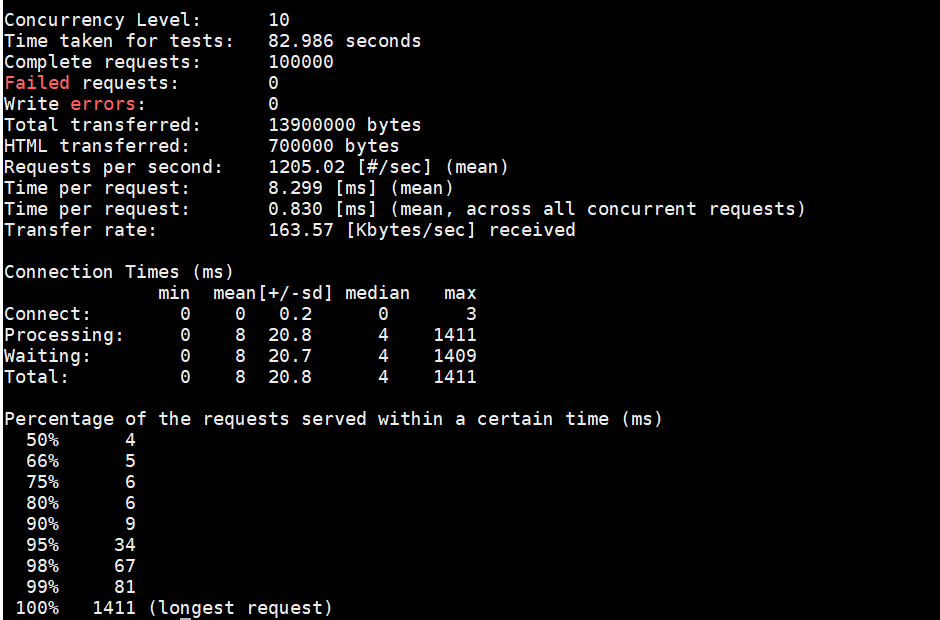 Concurrency Level:      10
Time taken for tests:   82.986 seconds
Complete requests:      100000
Failed requests:        0
Write errors:           0
Total transferred:      13900000 bytes
HTML transferred:       700000 bytes
Requests per second:    1205.02 [#/sec] (mean)
Time per request:       8.299 [ms] (mean)
Time per request:       0.830 [ms] (mean, across all concurrent requests)
Transfer rate:          163.57 [Kbytes/sec] received

Connection Times (ms)
              min  mean[+/-sd] median   max
Connect:        0    0   0.2      0       3
Processing:     0    8  20.8      4    1411
Waiting:        0    8  20.7      4    1409
Total:          0    8  20.8      4    1411

Percentage of the requests served within a certain time (ms)
  50%      4
  66%      5
  75%      6
  80%      6
  90%      9
  95%     34
  98%     67
  99%     81
 100%   1411 (longest request)